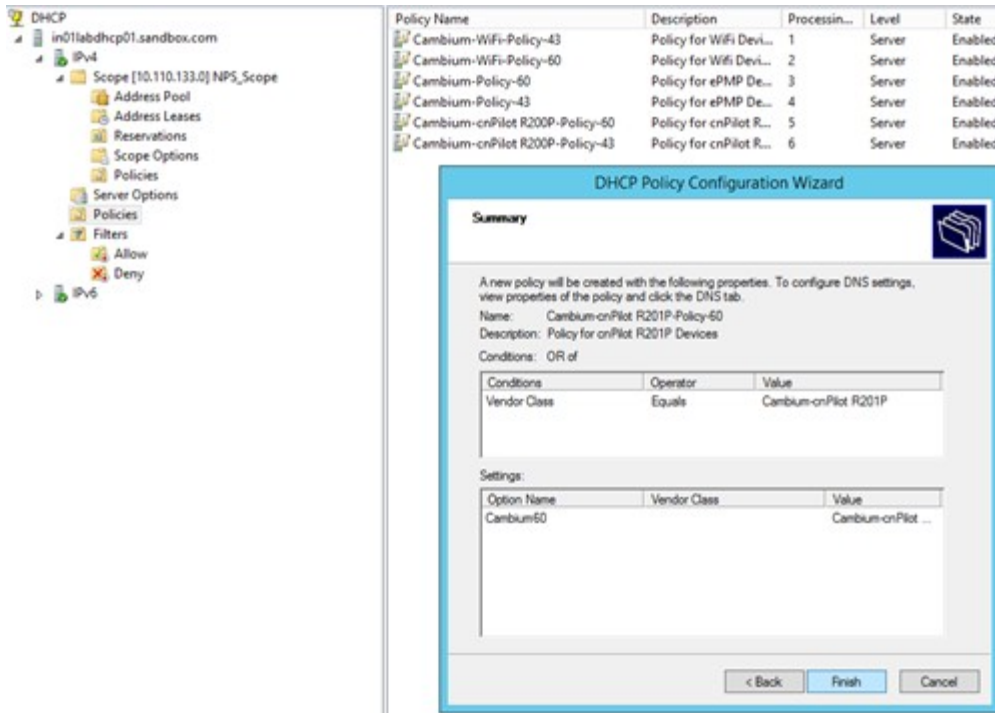 DHCP
in01labdhcp01.sandbox.com
IPv4
Scope [10.110.133.0] NPS_Scope
Address Pool
Address Leases
Reservations
Scope Options
Policies
Server Options
Policies
Filters
Allow
Deny
IPv6
Policy Name Description Processin... Level State
Cambium-WiFi-Policy-43 Policy for WiFi Devi... 1 Server Enabled
Cambium-WiFi-Policy-60 Policy for Wifi Devi... 2 Server Enabled
Cambium-Policy-60 Policy for ePMP De... 3 Server Enabled
Cambium-Policy-43 Policy for ePMP De... 4 Server Enabled
Cambium-cnPilot R200P-Policy-60 Policy for cnPilot R... 5 Server Enabled
Cambium-cnPilot R200P-Policy-43 Policy for cnPilot R... 6 Server Enabled
DHCP Policy Configuration Wizard
Summary
A new policy will be created with the following properties. To configure DNS settings,
view properties of the policy and click the DNS tab.
Name: Cambium-cnPilot R201P-Policy-60
Description: Policy for cnPilot R201P Devices
Conditions: OR of
Conditions Operator Value
Vendor Class Equals Cambium-cnPilot R201P
Settings:
Option Name Vendor Class Value
Cambium60 Cambium-cnPilot ...
< Back Finish Cancel